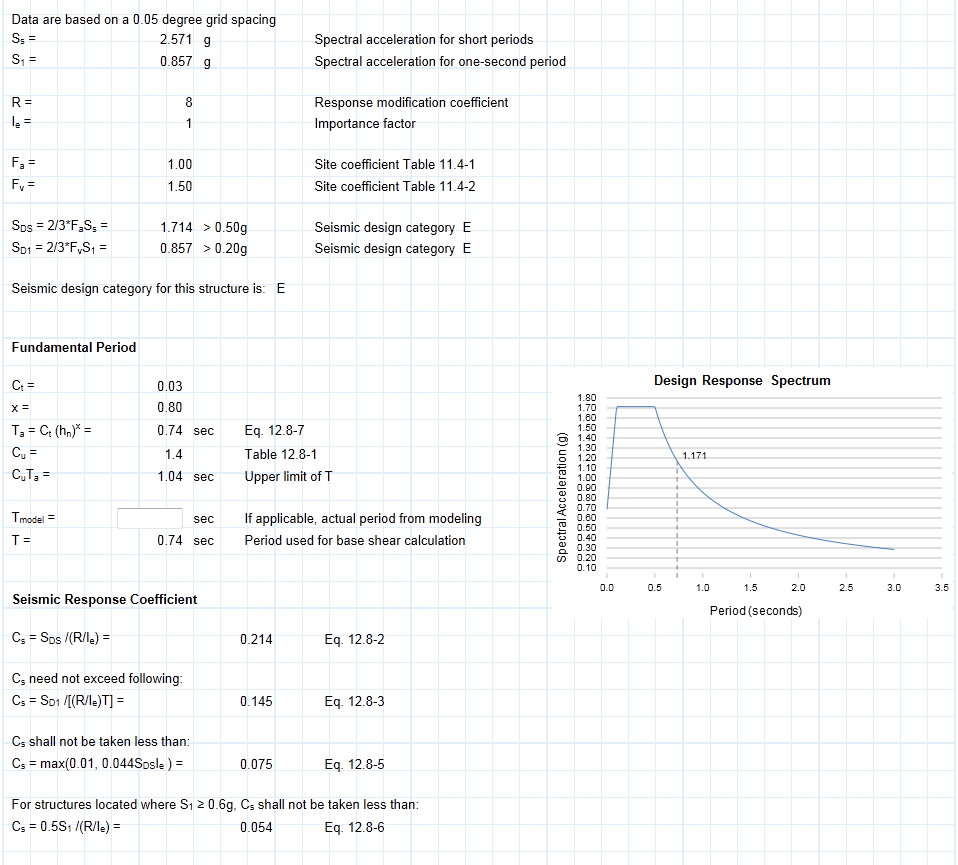 Data are based on a 0.05 degree grid spacing
Ss = 2.571 g Spectral acceleration for short periods
S1 = 0.857 g Spectral acceleration for one-second period
R = 8 Response modification coefficient
Ie = 1 Importance factor
Fa = 1.00 Site coefficient Table 11.4-1
Fv = 1.50 Site coefficient Table 11.4-2
SDS = 2/3*FaSs = 1.714 > 0.50g Seismic design category E
SD1 = 2/3*FvS1 = 0.857 > 0.20g Seismic design category E
Seismic design category for this structure is: E
Fundamental Period
Ct = 0.03
x = 0.80
Ta = Ct (hn)x = 0.74 sec Eq. 12.8-7
Cu = 1.4 Table 12.8-1
CuTa = 1.04 sec Upper limit of T
Tmodel = sec If applicable, actual period from modeling
T = 0.74 sec Period used for base shear calculation
Design Response Spectrum
Spectral Acceleration (g)
1.80
1.70
1.60
1.50
1.40
1.30
1.20
1.10
1.00
0.90
0.80
0.70
0.60
0.50
0.40
0.30
0.20
0.10
1.171
0.0 0.5 1.0 1.5 2.0 2.5 3.0 3.5
Period (seconds)
Seismic Response Coefficient
Cs = SDS /(R/Ie) = 0.214 Eq. 12.8-2
Cs need not exceed following:
Cs = SD1 /[(R/Ie)T] = 0.145 Eq. 12.8-3
Cs shall not be taken less than:
Cs = max(0.01, 0.044SDSIe ) = 0.075 Eq. 12.8-5
For structures located where S1 ≥ 0.6g, Cs shall not be taken less than:
Cs = 0.5S1 /(R/Ie) = 0.054 Eq. 12.8-6